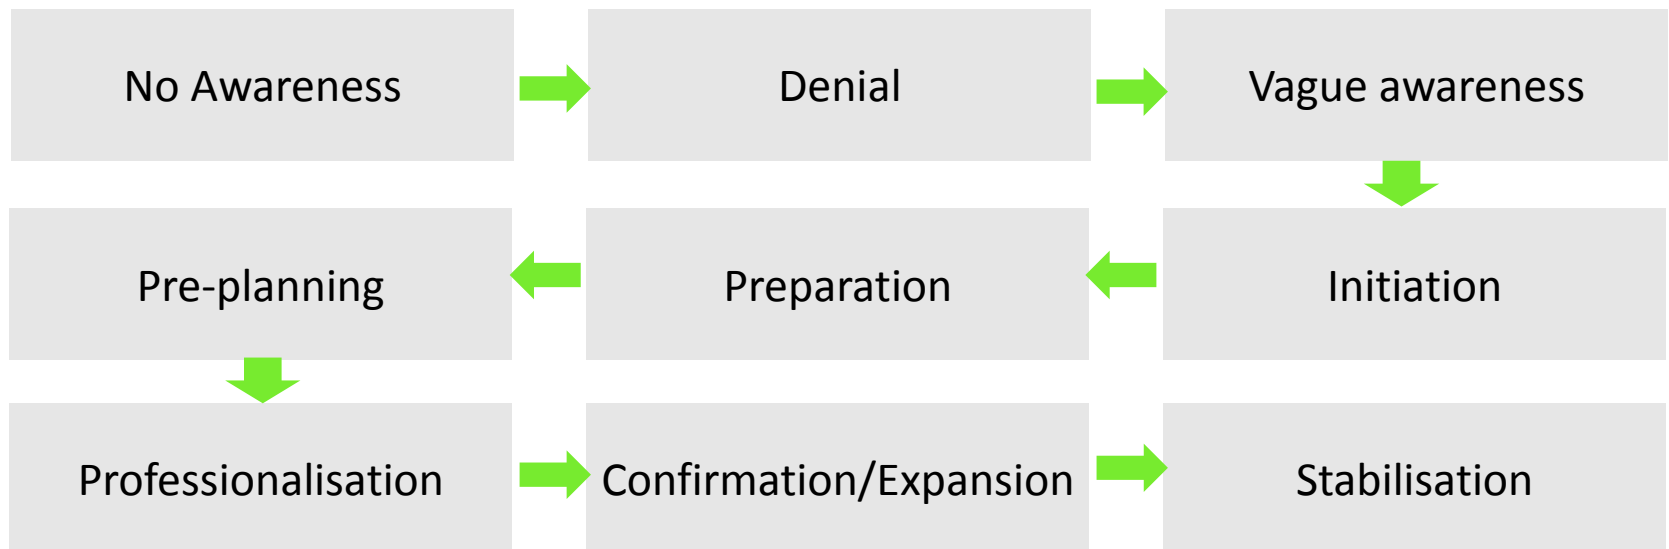 No Awareness
Denial
Vague awareness
Initiation
Preparation
Pre-planning
Professionalisation
Confirmation/Expansion
Stabilisation